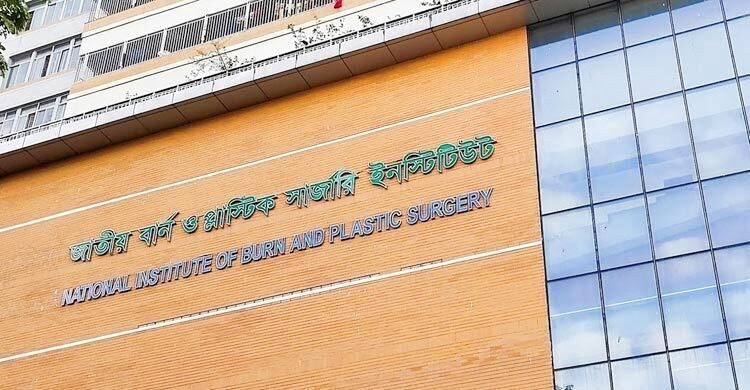 জাতীয় বার্ন ও প্লাস্টিক সার্জারি ইনস্টিটিউট
NATIONAL INSTITUTE OF BURN AND PLASTIC SURGERY